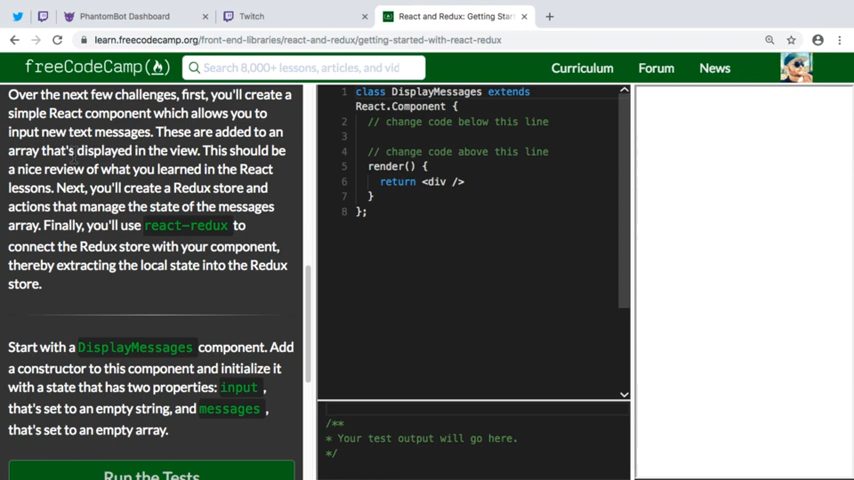 PhantomBot Dashboard
Twitch
React and Redux: Getting Start
learn.freecodecamp.org/front-end-libraries/react-and-redux/getting-started-with-react-redux
freeCodeCamp
Search 8,000+ lessons, articles, and vid
Curriculum
Forum
News
Over the next few challenges, first, you'll create a
simple React component which allows you to
input new text messages. These are added to an
array that's displayed in the view. This should be
a nice review of what you learned in the React
lessons. Next, you'll create a Redux store and
actions that manage the state of the messages
array. Finally, you'll use react-redux to
connect the Redux store with your component,
thereby extracting the local state into the Redux
store.
Start with a DisplayMessages component. Add
a constructor to this component and initialize it
with a state that has two properties: input ,
that's set to an empty string, and messages ,
that's set to an empty array.
Run the Tests
1 class DisplayMessages extends
React.Component {
2 // change code below this line
3
4 // change code above this line
5 render() {
6 return <div />
7 }
8 };
/**
* Your test output will go here.
*/